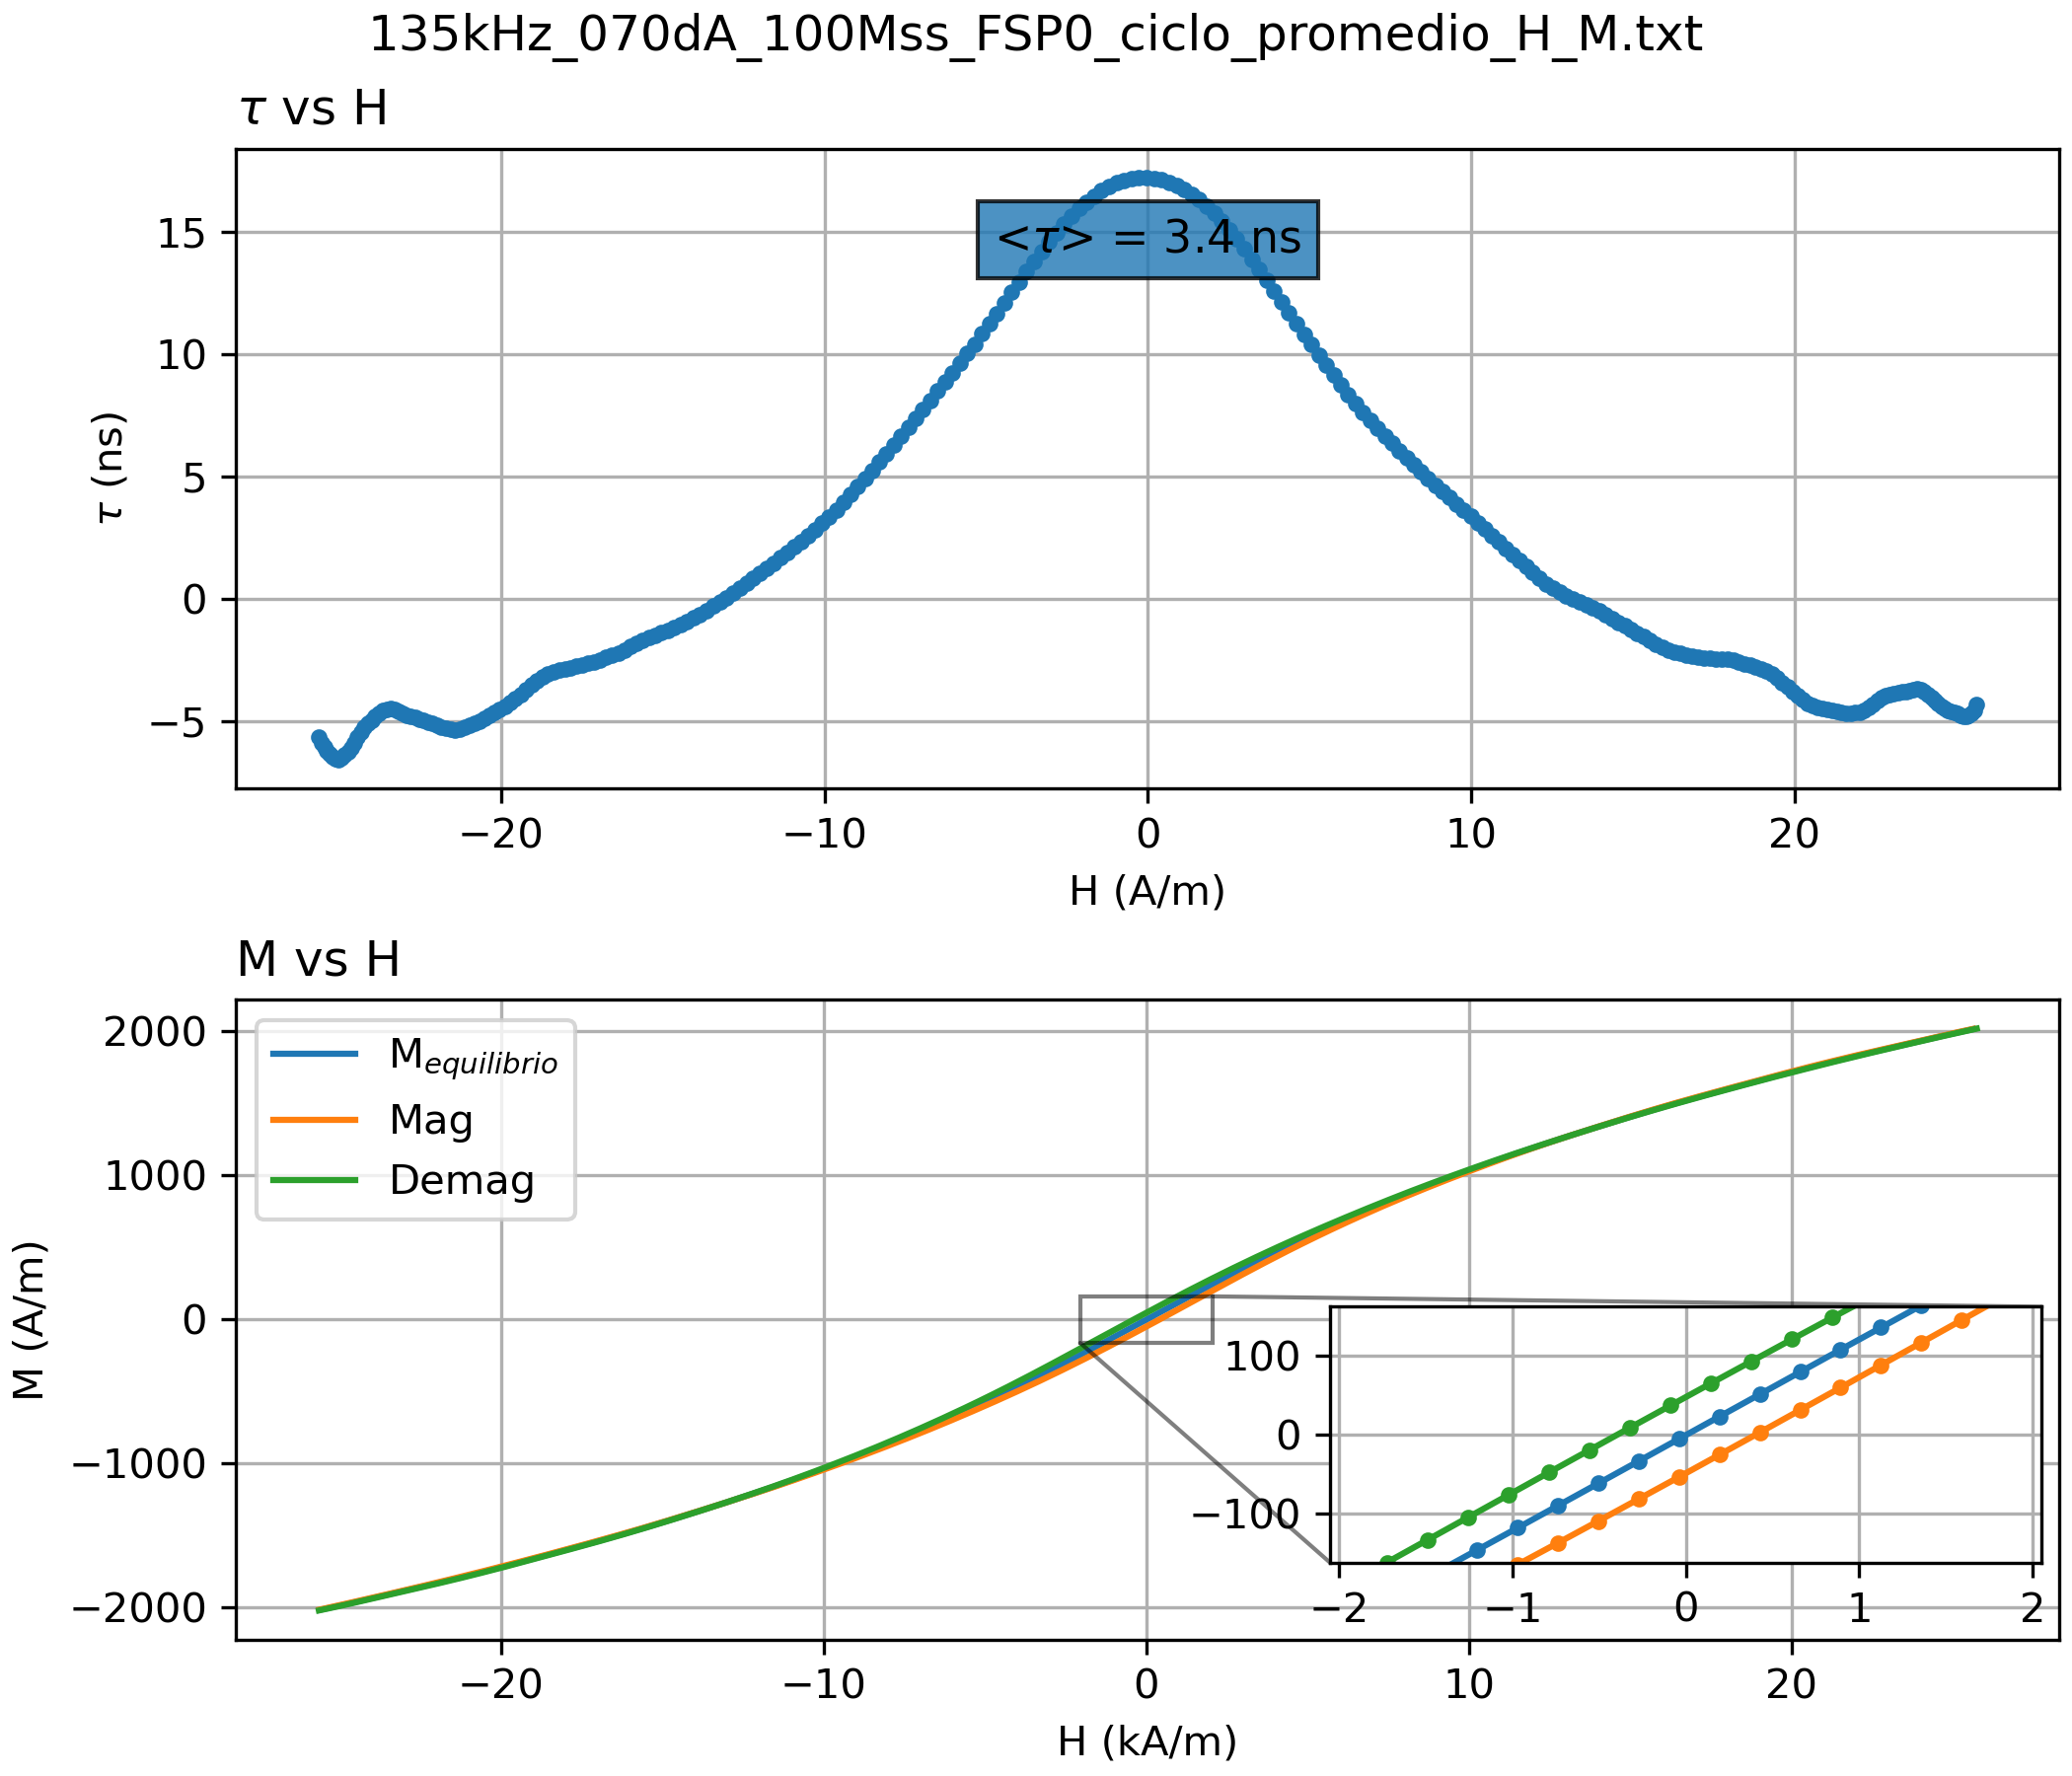 135kHz_070dA_100Mss_FSP0_ciclo_promedio_H_M.txt
τ vs H
<τ> = 3.4 ns
τ (ns)
15
10
5
0
−5
−20 −10 0 10 20
H (A/m)
M vs H
M (A/m)
2000
1000
0
−1000
−2000
Mequilibrio
Mag
Demag
100
0
−100
−2 −1 0 1 2
−20 −10 0 10 20
H (kA/m)